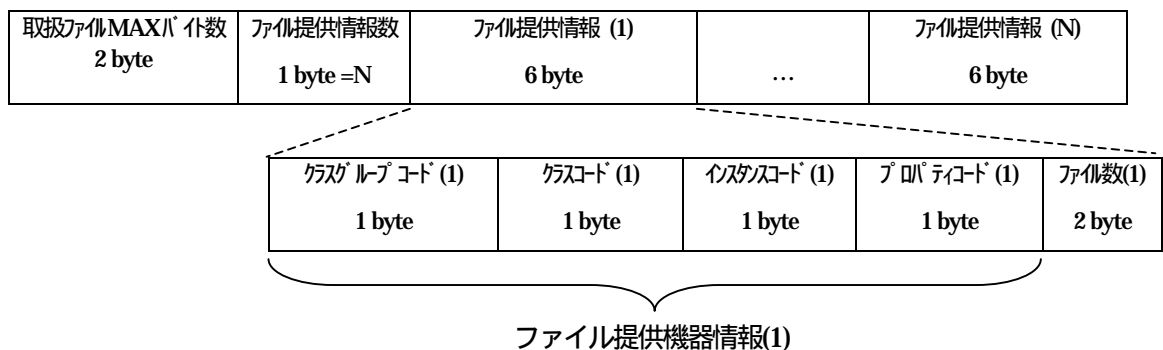 取扱ファイルMAXバイト数
2 byte
ファイル提供情報数
1 byte =N
ファイル提供情報 (1)
6 byte
…
ファイル提供情報 (N)
6 byte
クラスグループコード(1)
1 byte
クラスコード(1)
1 byte
インスタンスコード(1)
1 byte
プロパティコード(1)
1 byte
ファイル数(1)
2 byte
ファイル提供機器情報(1)